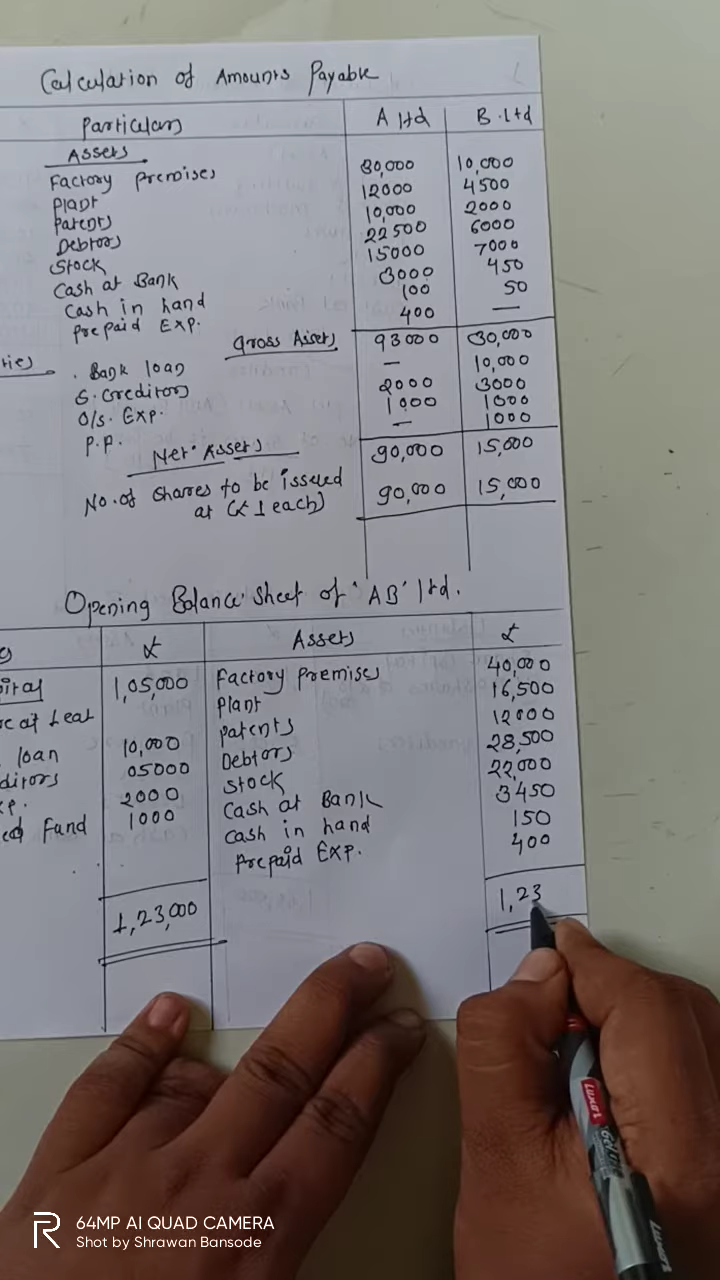 Calculation of Amounts Payable
Particulars A ltd B. Ltd
Assets
Factory Premises 30,000 10,000
Plant 12000 4500
Patents 10,000 2000
Debtors 22500 6000
Stock 15000 7000
Cash at Bank 3000 450
Cash in hand 100 50
Prepaid Exp. 400 —
Gross Assets 93000 30,000
ties . Bank loan — 10,000
S. Creditors 2000 3000
O/s. Exp. 1000 1000
P.P. — 1000
Net Assets 90,000 15,000
No. of Shares to be issued
at (₹ 1 each) 90,000 15,000
Opening Balance Sheet of 'AB' ltd.
₹ Assets ₹
pital 1,05,000 Factory Premises 40,000
Plant 16,500
Patents 12000
loan 10,000 Debtors 28,500
ditors 05000 Stock 22,000
xp. 2000 Cash at Bank 3450
Fund 1000 Cash in hand 150
Prepaid Exp. 400
1,23,000 1,23
Luxor
64MP AI QUAD CAMERA
Shot by Shrawan Bansode